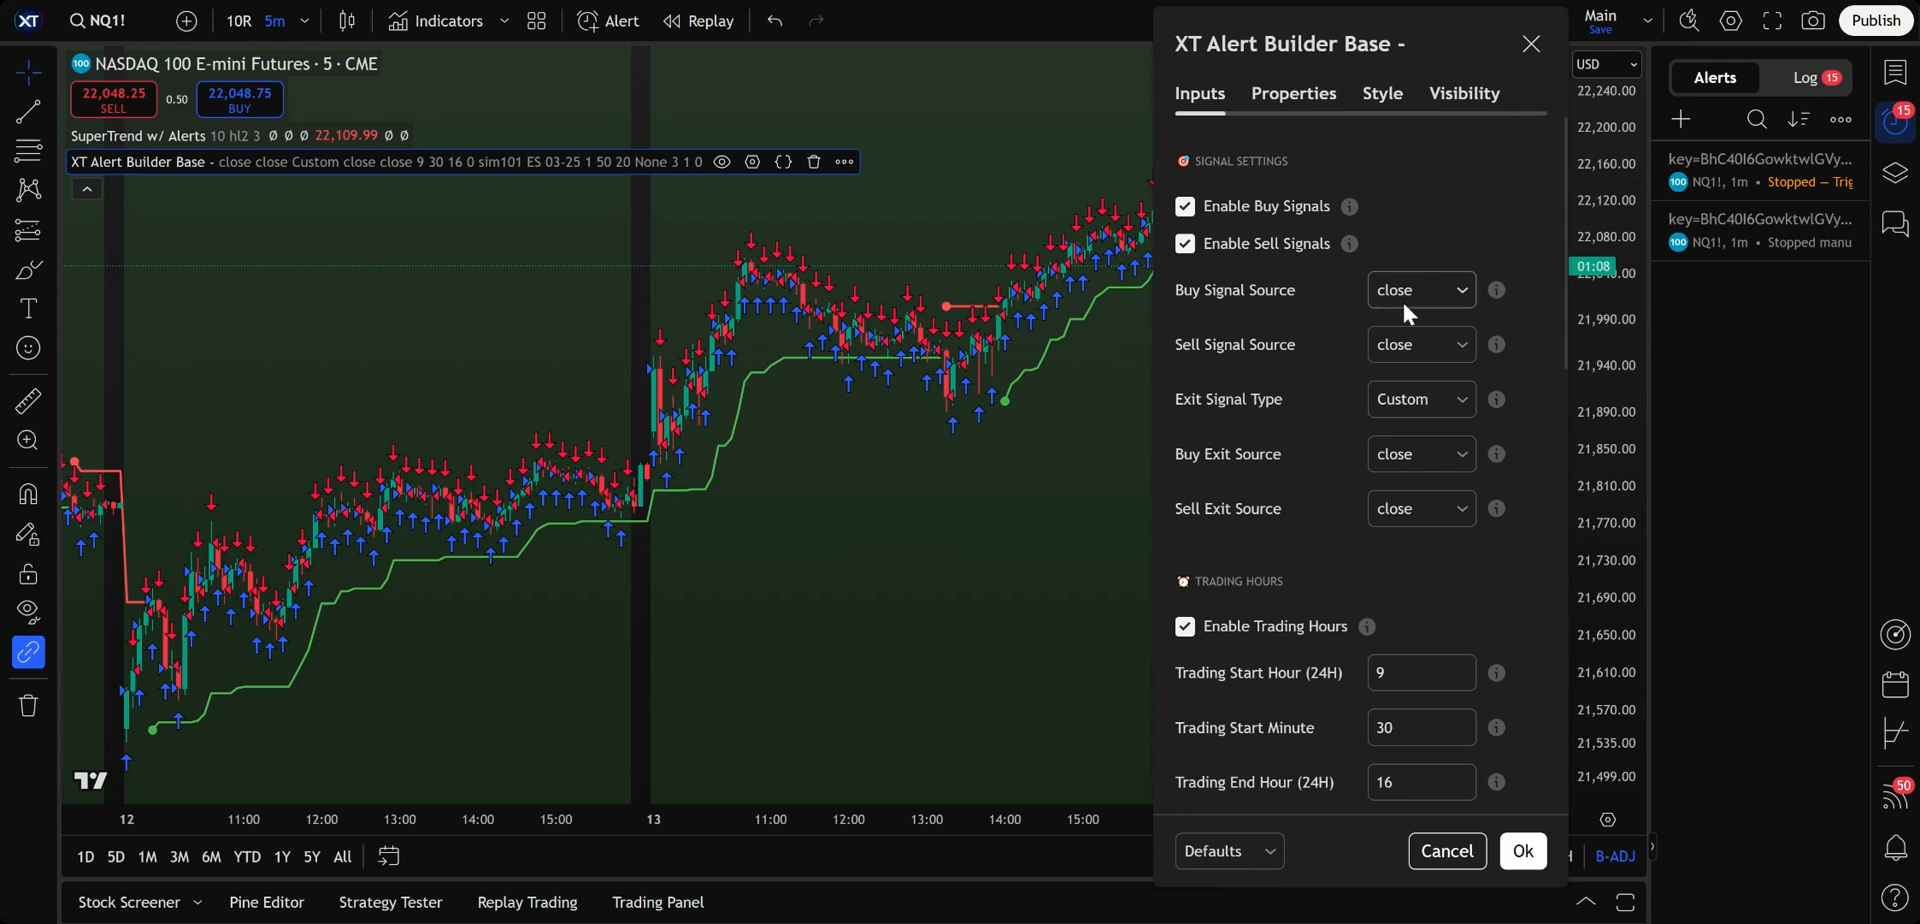 XT
NQ1!
10R
5m
Indicators
Alert
Replay
Main
Save
Publish
100 NASDAQ 100 E-mini Futures · 5 · CME
22,048.25
SELL
0.50
22,048.75
BUY
SuperTrend w/ Alerts 10 hl2 3 Ø Ø Ø 22,109.99 Ø Ø
XT Alert Builder Base - close close Custom close close 9 30 16 0 sim101 ES 03-25 1 50 20 None 3 1 0
XT Alert Builder Base -
Inputs
Properties
Style
Visibility
SIGNAL SETTINGS
Enable Buy Signals
Enable Sell Signals
Buy Signal Source
close
Sell Signal Source
close
Exit Signal Type
Custom
Buy Exit Source
close
Sell Exit Source
close
TRADING HOURS
Enable Trading Hours
Trading Start Hour (24H)
9
Trading Start Minute
30
Trading End Hour (24H)
16
Defaults
Cancel
Ok
USD
22,240.00
22,200.00
22,160.00
22,120.00
22,080.00
01:08
21,990.00
21,940.00
21,890.00
21,850.00
21,810.00
21,770.00
21,730.00
21,690.00
21,650.00
21,610.00
21,570.00
21,535.00
21,499.00
B-ADJ
Alerts
Log 15
key=BhC40I6GowktwlGVy...
100 NQ1!, 1m • Stopped — Trig
key=BhC40I6GowktwlGVy...
100 NQ1!, 1m • Stopped manu
15
50
12
11:00
12:00
13:00
14:00
15:00
13
11:00
12:00
13:00
14:00
15:00
1D 5D 1M 3M 6M YTD 1Y 5Y All
Stock Screener
Pine Editor
Strategy Tester
Replay Trading
Trading Panel